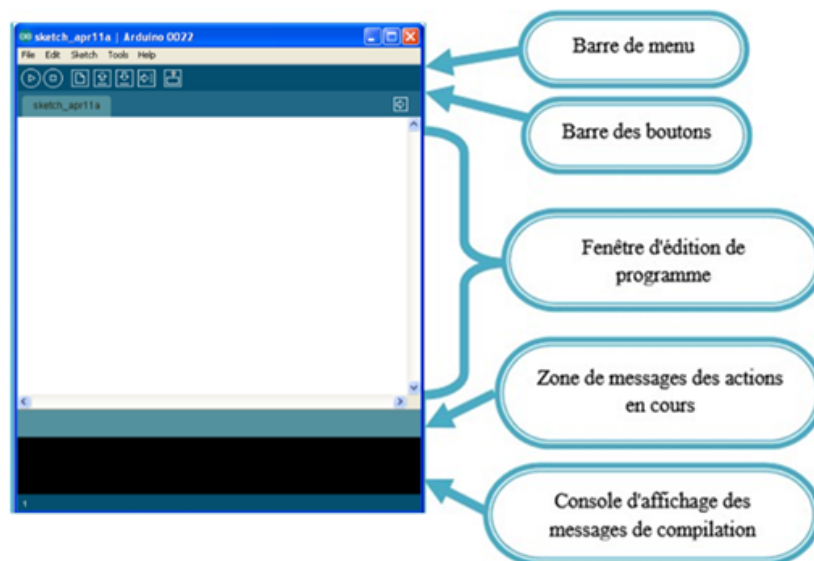 sketch_apr11a | Arduino 0022
File Edit Sketch Tools Help
sketch_apr11a
1
Barre de menu
Barre des boutons
Fenêtre d'édition de
programme
Zone de messages des actions
en cours
Console d'affichage des
messages de compilation